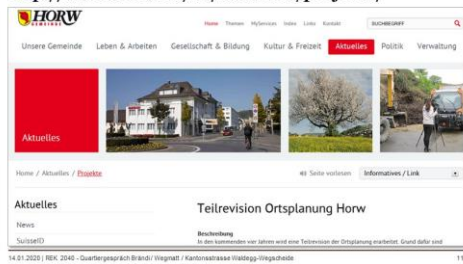 HORW
GEMEINDE
Home Themen MyServices Index Links Kontakt
SUCHBEGRIFF
Unsere Gemeinde Leben & Arbeiten Gesellschaft & Bildung Kultur & Freizeit Aktuelles Politik Verwaltung
Aktuelles
Home / Aktuelles / Projekte
Seite vorlesen
Informatives / Link
Aktuelles
Teilrevision Ortsplanung Horw
News
Beschreibung
In den kommenden vier Jahren wird eine Teilrevision der Ortsplanung erarbeitet. Grund dafür sind
SuisseID
14.01.2020 | REK. 2040 - Quartiergespräch Brändi / Wegmatt / Kantonsstrasse Waldegg-Wegscheide
11